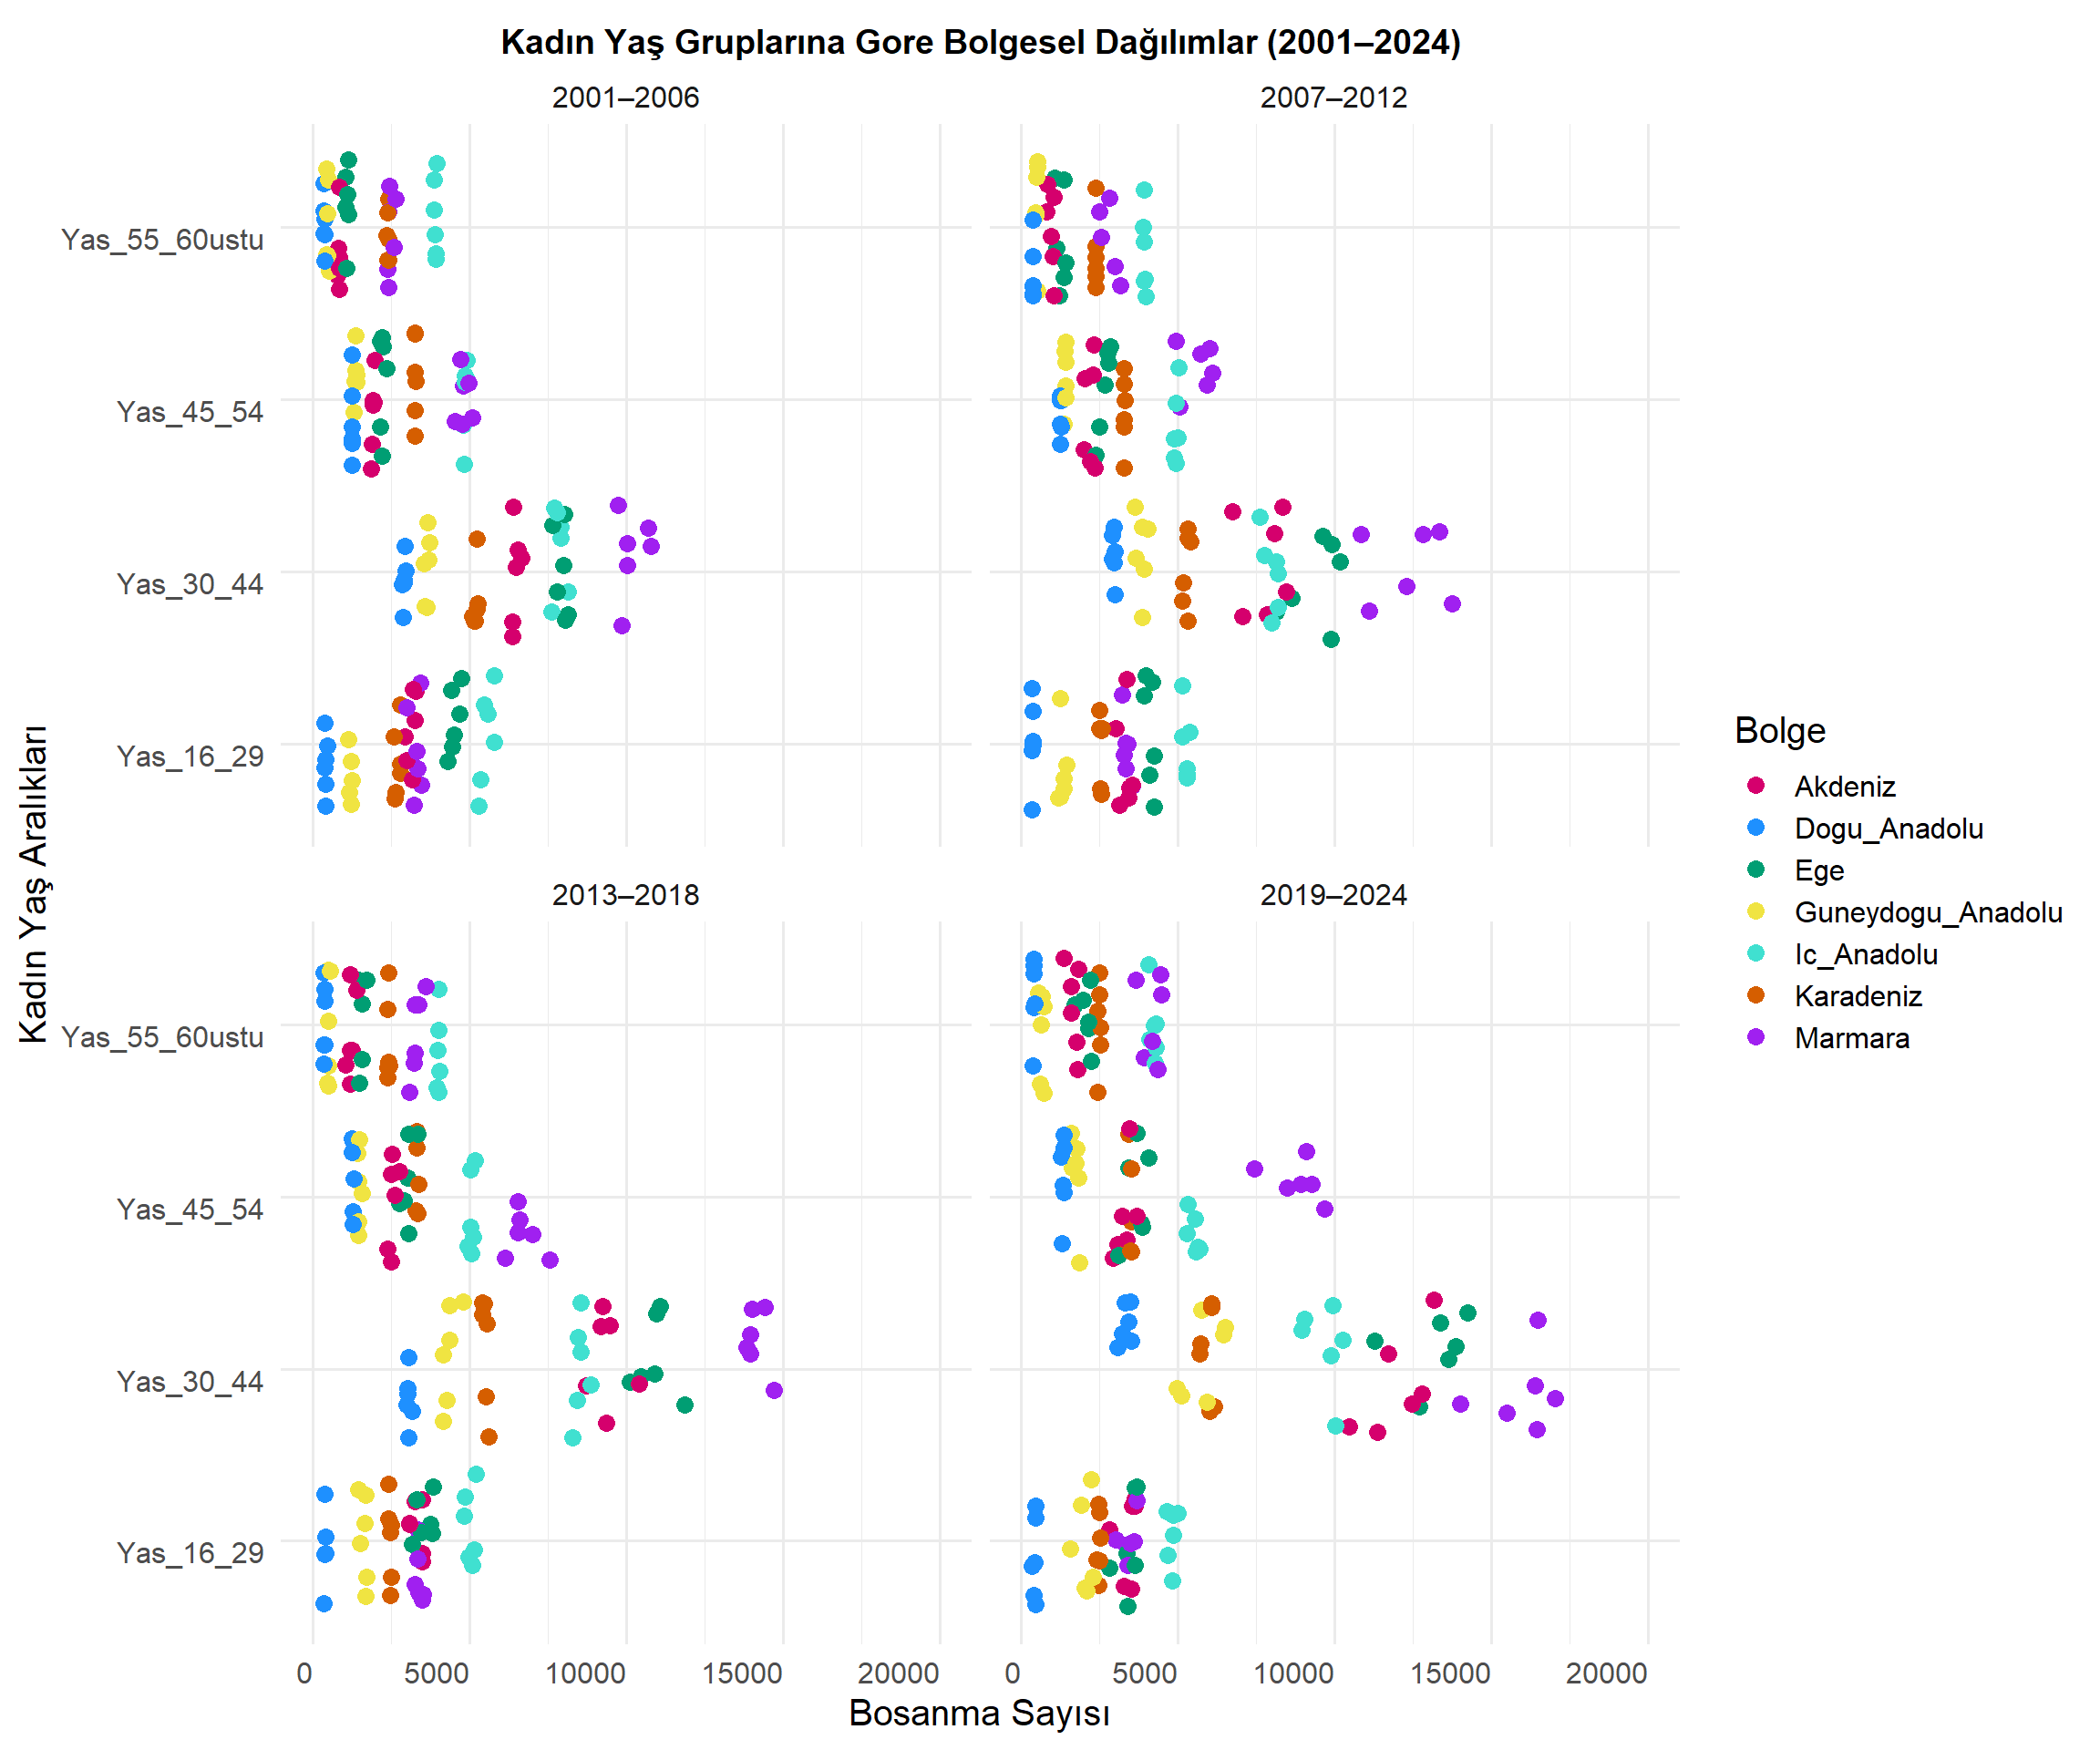 Kadın Yaş Gruplarına Gore Bolgesel Dağılımlar (2001–2024)
2001–2006
2007–2012
Yas_55_60ustu
Yas_45_54
Yas_30_44
Yas_16_29
2013–2018
2019–2024
Yas_55_60ustu
Yas_45_54
Yas_30_44
Yas_16_29
0 5000 10000 15000 20000
0 5000 10000 15000 20000
Bosanma Sayısı
Kadın Yaş Aralıkları
Bolge
Akdeniz
Dogu_Anadolu
Ege
Guneydogu_Anadolu
Ic_Anadolu
Karadeniz
Marmara